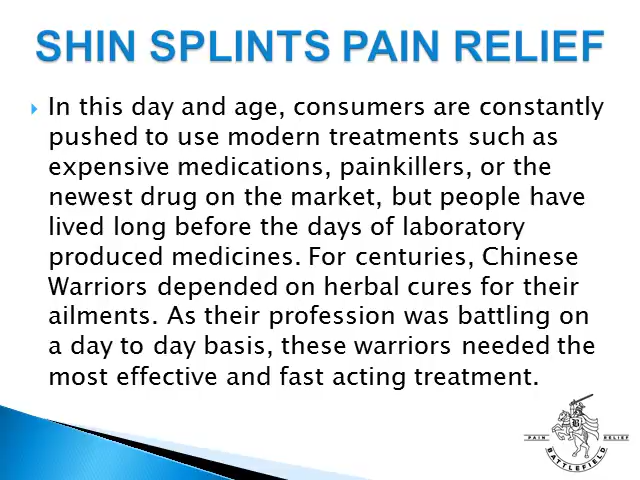 SHIN SPLINTS PAIN RELIEF
In this day and age, consumers are constantly
pushed to use modern treatments such as
expensive medications, painkillers, or the
newest drug on the market, but people have
lived long before the days of laboratory
produced medicines. For centuries, Chinese
Warriors depended on herbal cures for their
ailments. As their profession was battling on
a day to day basis, these warriors needed the
most effective and fast acting treatment.
PAIN RELIEF
B
BATTLEFIELD